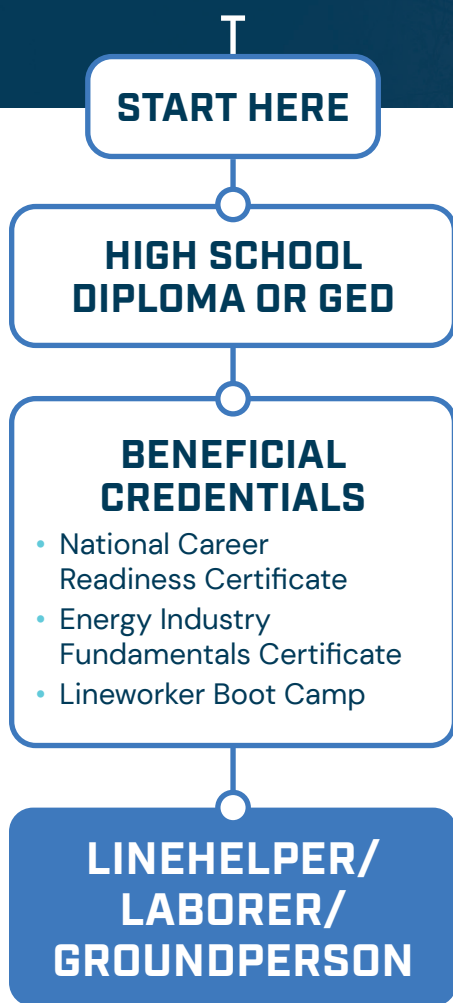 START HERE
HIGH SCHOOL
DIPLOMA OR GED
BENEFICIAL
CREDENTIALS
• National Career
Readiness Certificate
• Energy Industry
Fundamentals Certificate
• Lineworker Boot Camp
LINEHELPER/
LABORER/
GROUNDPERSON